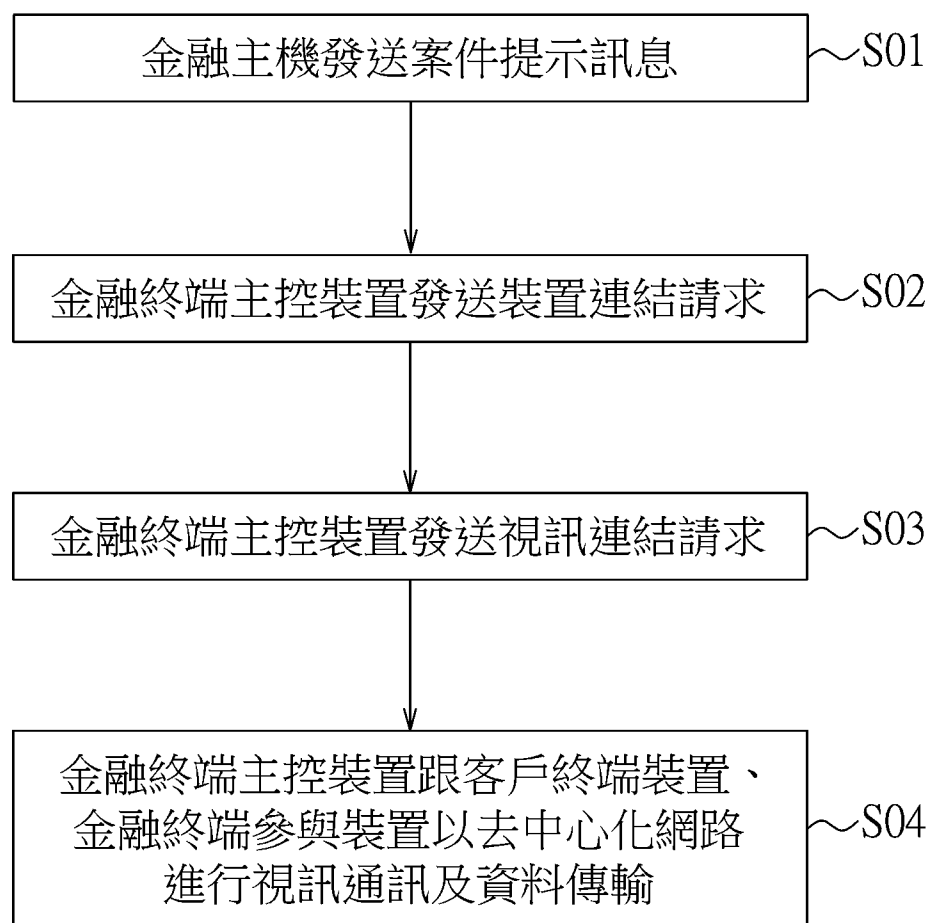 金融主機發送案件提示訊息
S01
金融終端主控裝置發送裝置連結請求
S02
金融終端主控裝置發送視訊連結請求
S03
金融終端主控裝置跟客戶終端裝置、
金融終端參與裝置以去中心化網路
進行視訊通訊及資料傳輸
S04